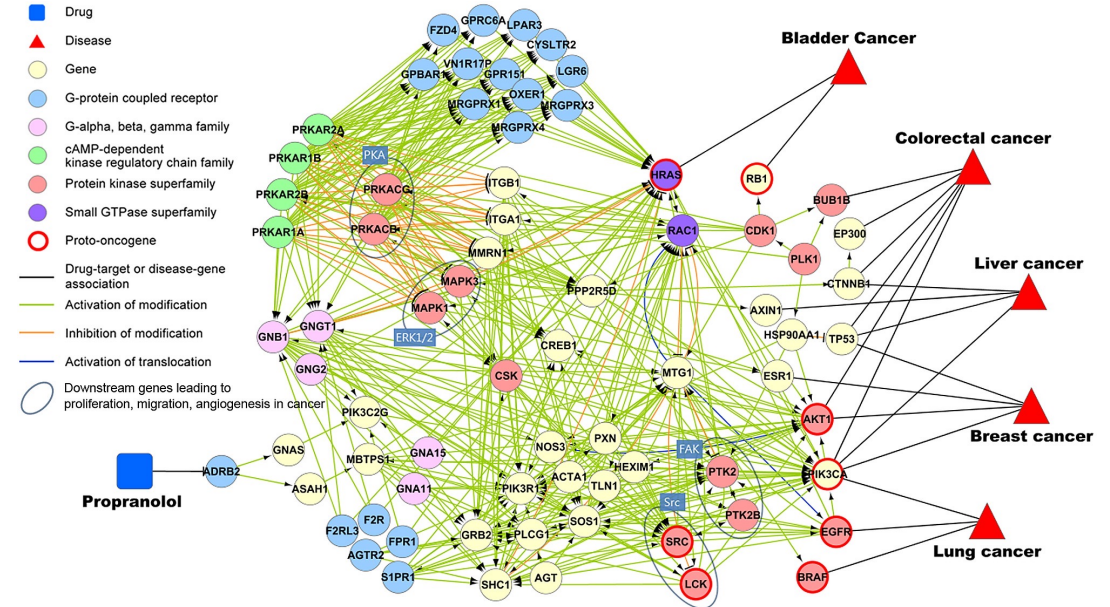 Drug
Disease
Gene
G-protein coupled receptor
G-alpha, beta, gamma family
cAMP-dependent
kinase regulatory chain family
Protein kinase superfamily
Small GTPase superfamily
Proto-oncogene
Drug-target or disease-gene
association
Activation of modification
Inhibition of modification
Activation of translocation
Downstream genes leading to
proliferation, migration, angiogenesis in cancer
FZD4
GPRC6A
LPAR3
CYSLTR2
GPBAR1
VN1R17P
GPR151
LGR6
MRGPRX1
OXER1
MRGPRX3
MRGPRX4
PRKAR2A
PRKAR1B
PRKAR2B
PRKAR1A
PKA
PRKACG
PRKACB
ITGB1
ITGA1
MMRN1
MAPK3
MAPK1
ERK1/2
GNB1
GNGT1
GNG2
HRAS
RAC1
RB1
CDK1
PLK1
BUB1B
EP300
CTNNB1
AXIN1
HSP90AA1
TP53
ESR1
PPP2R5D
CREB1
CSK
MTG1
AKT1
PIK3C2G
GNAS
MBTPS1
GNA15
GNA11
ASAH1
ADRB2
Propranolol
NOS3
PXN
HEXIM1
ACTA1
TLN1
PIK3R1
SOS1
GRB2
PLCG1
SHC1
AGT
F2RL3
F2R
FPR1
AGTR2
S1PR1
FAK
PTK2
PTK2B
Src
SRC
LCK
PIK3CA
EGFR
BRAF
Bladder Cancer
Colorectal cancer
Liver cancer
Breast cancer
Lung cancer